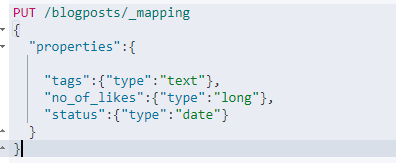 PUT /blogposts/_mapping
{
"properties":{
"tags":{"type":"text"},
"no_of_likes":{"type":"long"},
"status":{"type":"date"}
}
}